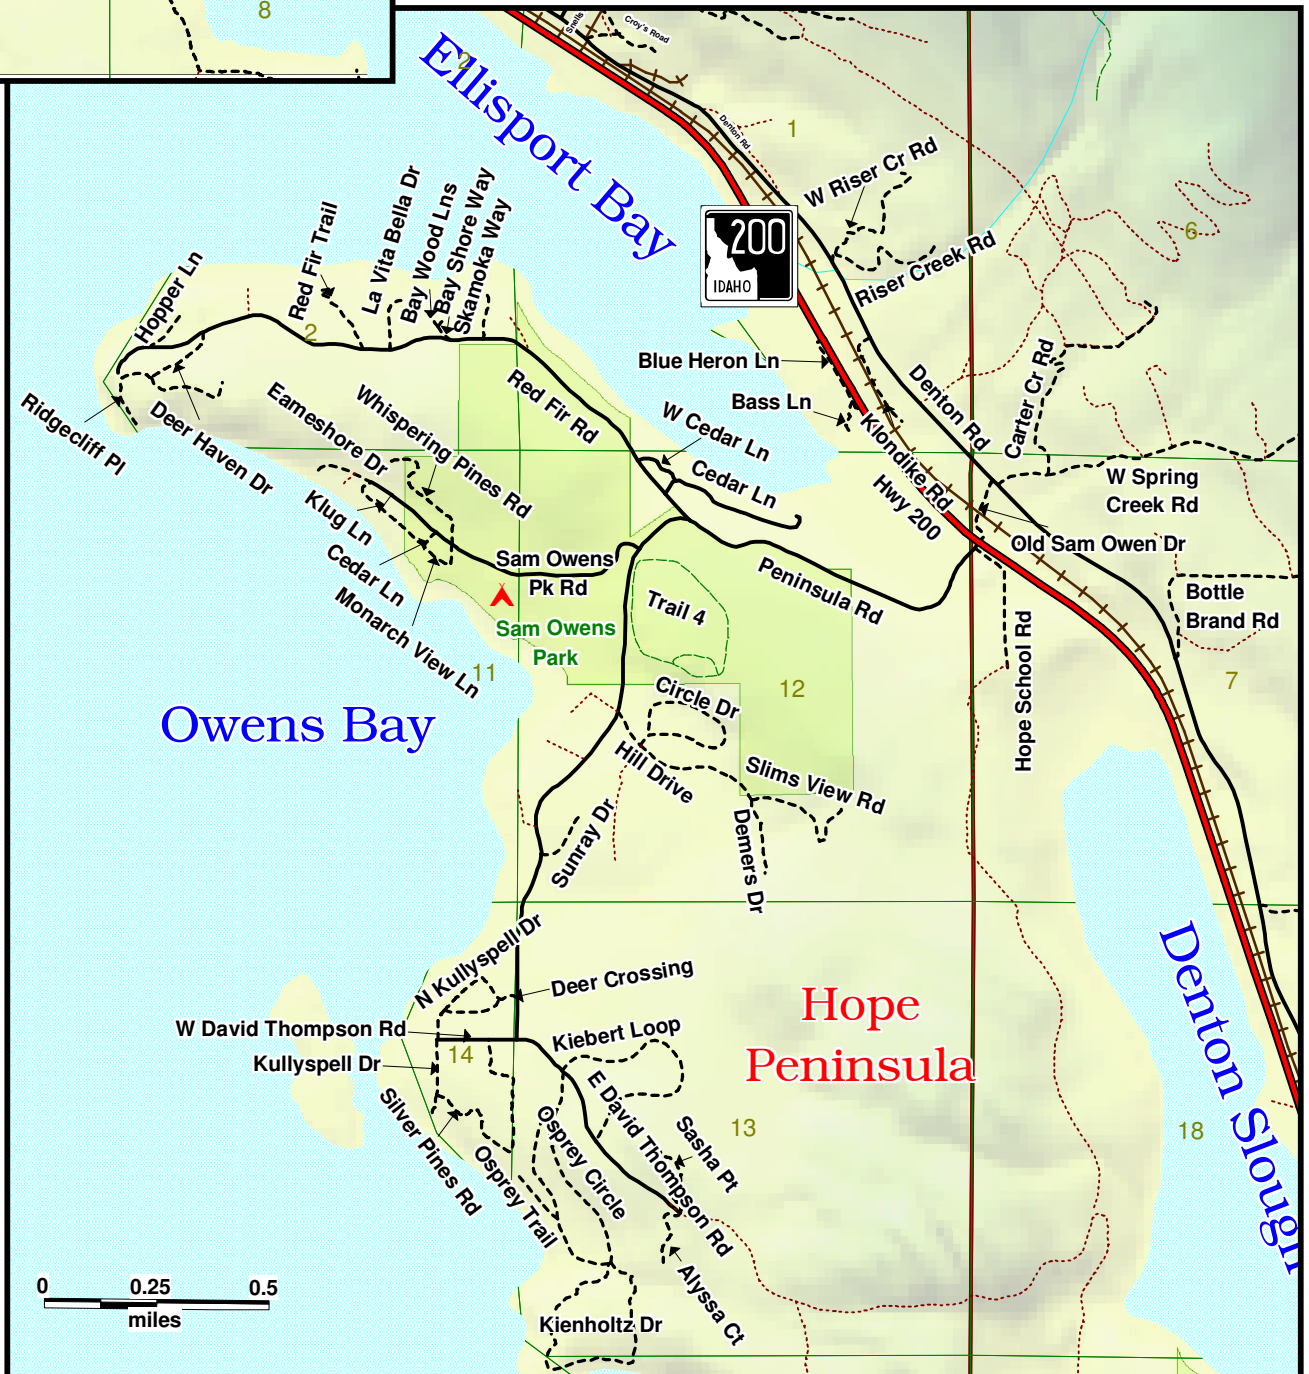 8
Snells
Croy's Road
Ellisport Bay
2
1
Denton Rd
W Riser Cr Rd
6
200
IDAHO
Riser Creek Rd
Hopper Ln
Red Fir Trail
La Vita Bella Dr
Bay Wood Lns
Bay Shore Way
Skamoka Way
2
Blue Heron Ln
Bass Ln
Denton Rd
Carter Cr Rd
Ridgecliff Pl
Deer Haven Dr
Eameshore Dr
Whispering Pines Rd
Red Fir Rd
W Cedar Ln
Cedar Ln
Klondike Rd
Hwy 200
W Spring
Creek Rd
Old Sam Owen Dr
Klug Ln
Cedar Ln
Monarch View Ln
Sam Owens
Pk Rd
Sam Owens
Park
Trail 4
Peninsula Rd
Hope School Rd
Bottle
Brand Rd
11
12
7
Owens Bay
Circle Dr
Hill Drive
Slims View Rd
Demers Dr
Sunray Dr
N Kullyspell Dr
Deer Crossing
W David Thompson Rd
Kullyspell Dr
14
Kiebert Loop
Hope
Peninsula
Denton Slough
E David Thompson Rd
Silver Pines Rd
Osprey Trail
Osprey Circle
Sasha Pt
13
18
Alyssa Ct
Kienholtz Dr
0
0.25
0.5
miles